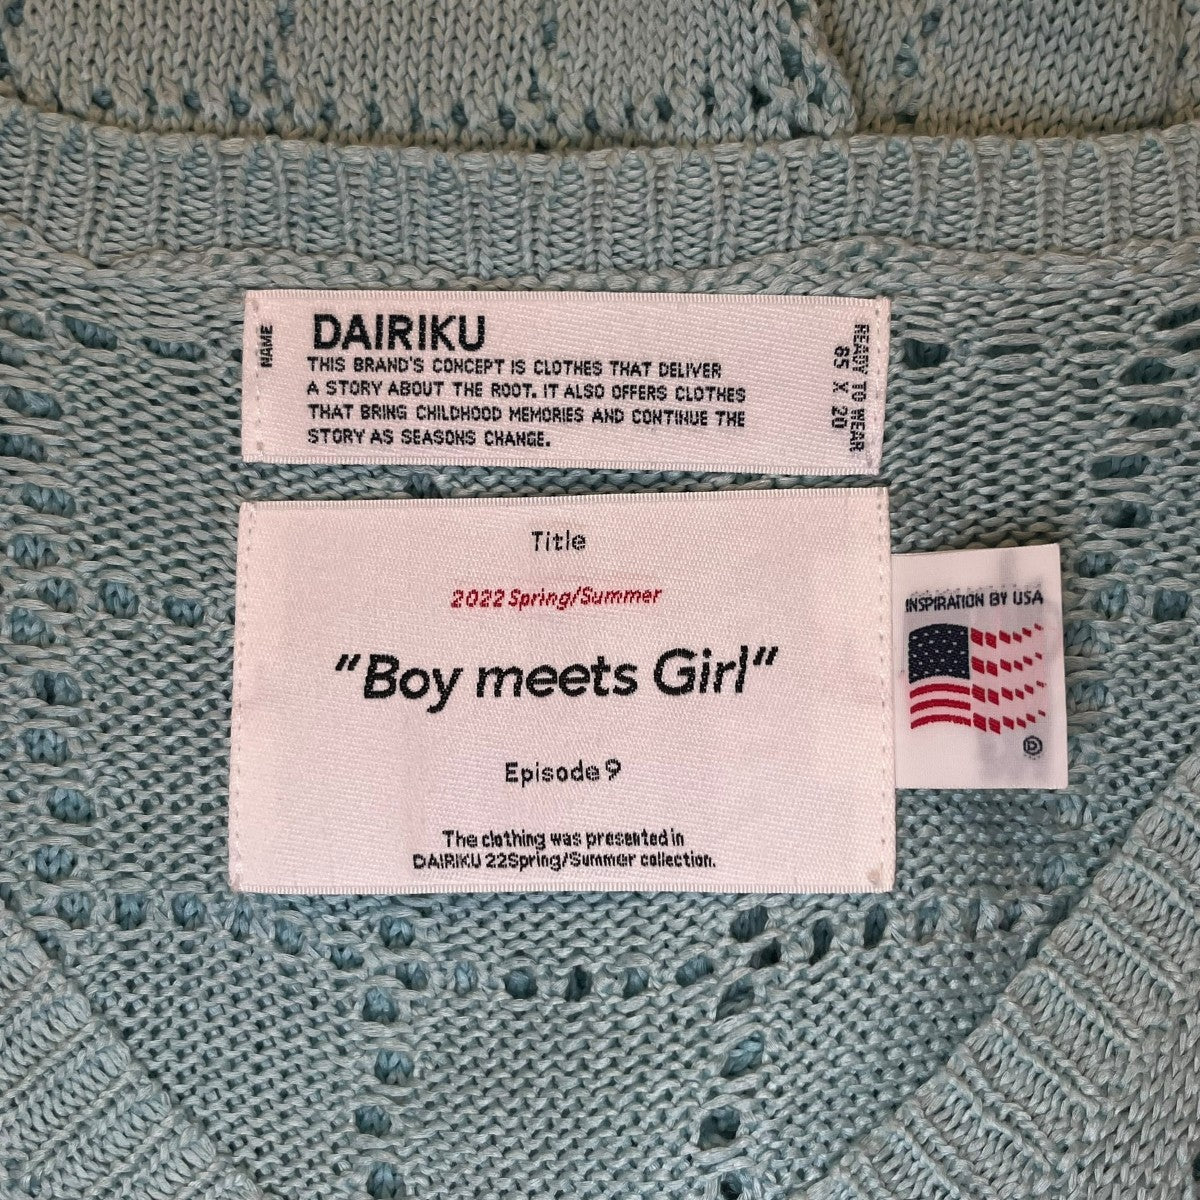 NAME
DAIRIKU
THIS BRAND'S CONCEPT IS CLOTHES THAT DELIVER
A STORY ABOUT THE ROOT. IT ALSO OFFERS CLOTHES
THAT BRING CHILDHOOD MEMORIES AND CONTINUE THE
STORY AS SEASONS CHANGE.
READY TO WEAR
65 X 20
Title
2022 Spring/Summer
"Boy meets Girl"
Episode 9
The clothing was presented in
DAIRIKU 22Spring/Summer collection.
INSPIRATION BY USA
Ⓓ